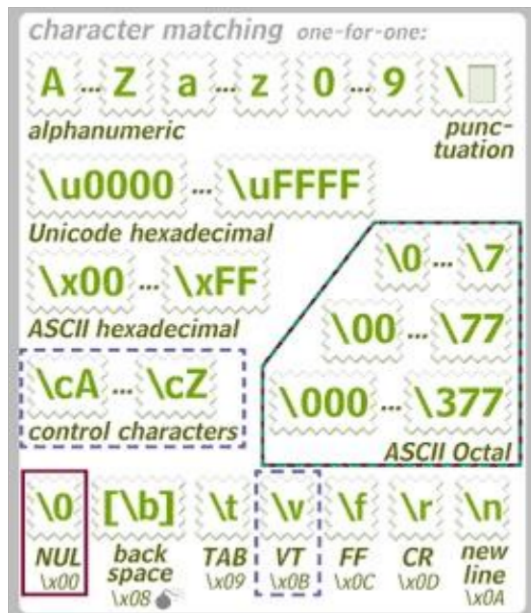 character matching one-for-one:
A ... Z a ... z 0 ... 9 \
alphanumeric
punc-
tuation
\u0000 ... \uFFFF
Unicode hexadecimal
\0 ... \7
\x00 ... \xFF
ASCII hexadecimal
\00 ... \77
\cA ... \cZ
control characters
\000 ... \377
ASCII Octal
\0 [\b] \t \v \f \r \n
NUL
\x00
back
space
\x08
TAB
\x09
VT
\x0B
FF
\x0C
CR
\x0D
new
line
\x0A